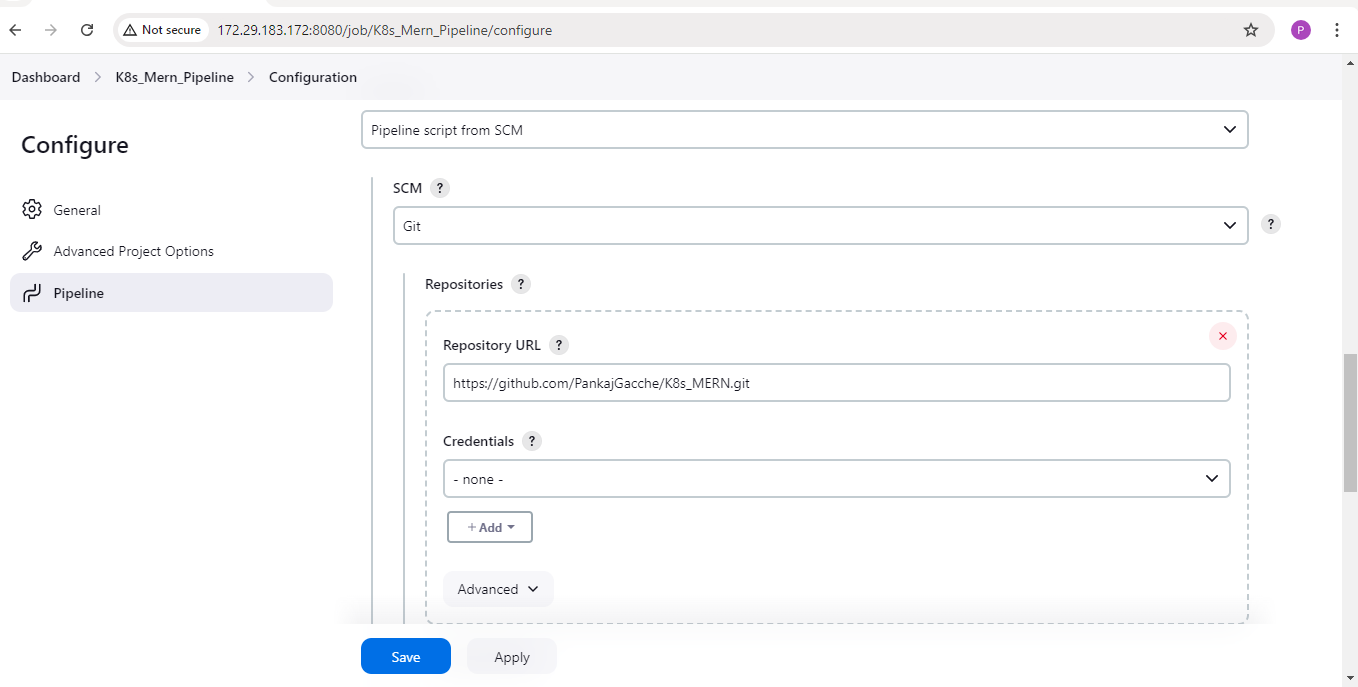 Not secure 172.29.183.172:8080/job/K8s_Mern_Pipeline/configure P
Dashboard > K8s_Mern_Pipeline > Configuration
Configure
General
Advanced Project Options
Pipeline
Pipeline script from SCM
SCM ?
Git ?
Repositories ?
Repository URL ?
https://github.com/PankajGacche/K8s_MERN.git
Credentials ?
- none -
+ Add
Advanced
Save Apply